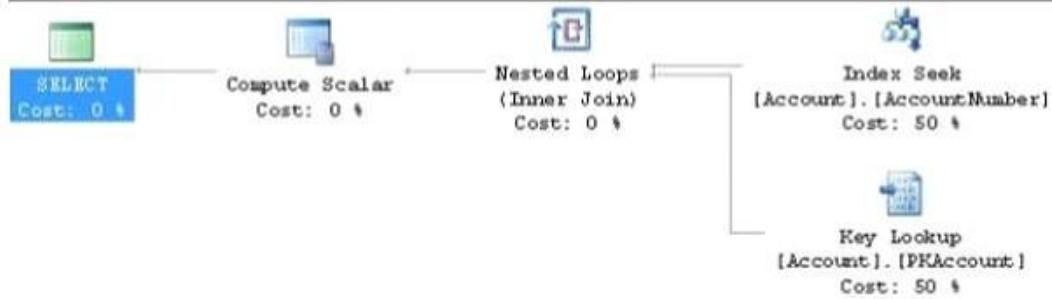 SELECT
Cost: 0 %
Compute Scalar
Cost: 0 %
Nested Loops
(Inner Join)
Cost: 0 %
Index Seek
[Account].[AccountNumber]
Cost: 50 %
Key Lookup
[Account].[PKAccount]
Cost: 50 %